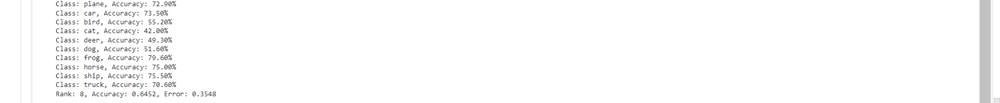 Class: plane, Accuracy: 72.90%
Class: car, Accuracy: 73.50%
Class: bird, Accuracy: 55.20%
Class: cat, Accuracy: 42.00%
Class: deer, Accuracy: 49.30%
Class: dog, Accuracy: 51.60%
Class: frog, Accuracy: 79.60%
Class: horse, Accuracy: 75.00%
Class: ship, Accuracy: 75.50%
Class: truck, Accuracy: 70.60%
Rank: 8, Accuracy: 0.6452, Error: 0.3548